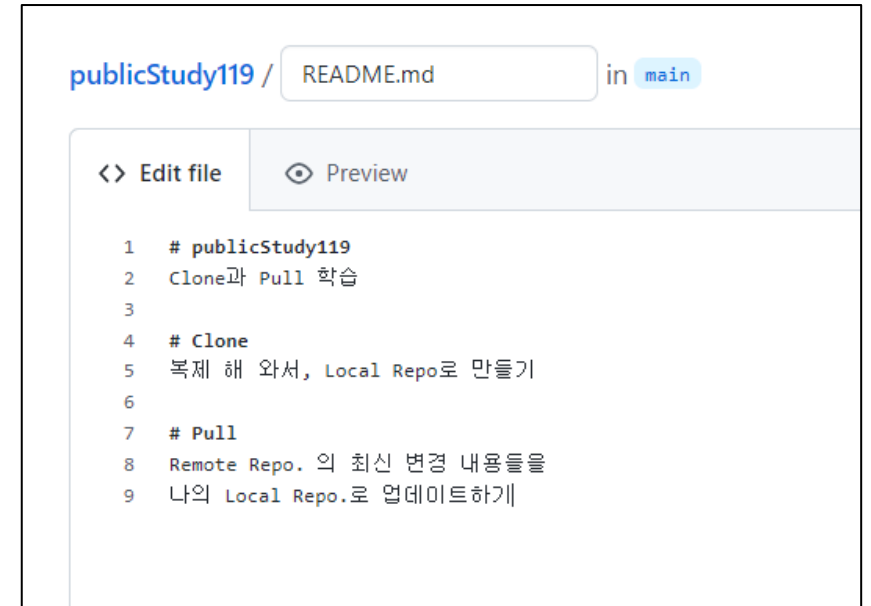 publicStudy119 / README.md in main
<> Edit file Preview
1 # publicStudy119
2 Clone과 Pull 학습
3
4 # Clone
5 복제 해 와서, Local Repo로 만들기
6
7 # Pull
8 Remote Repo. 의 최신 변경 내용들을
9 나의 Local Repo.로 업데이트하기